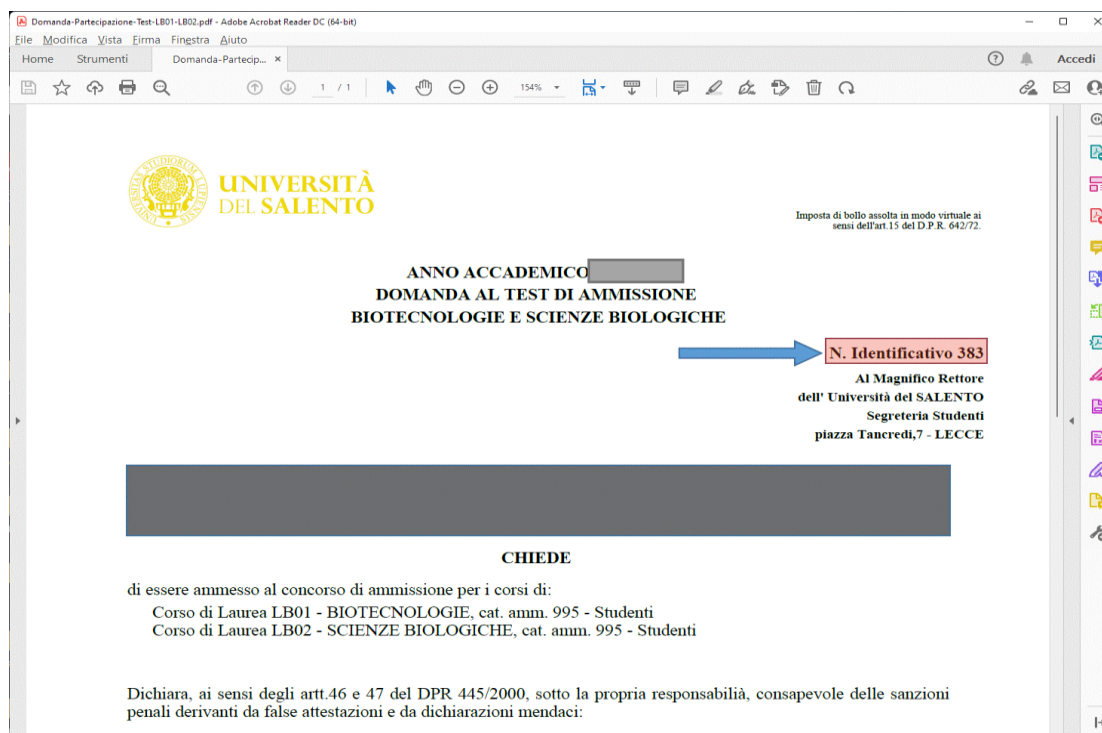 Domanda-Partecipazione-Test-LB01-LB02.pdf - Adobe Acrobat Reader DC (64-bit)
File Modifica Vista Firma Finestra Aiuto
Home Strumenti Domanda-Partecip... × Accedi
1 / 1 154%
STUDIORUM
UNIVERSITÀ
DEL SALENTO
Imposta di bollo assolta in modo virtuale ai
sensi dell'art.15 del D.P.R. 642/72.
ANNO ACCADEMICO
DOMANDA AL TEST DI AMMISSIONE
BIOTECNOLOGIE E SCIENZE BIOLOGICHE
N. Identificativo 383
Al Magnifico Rettore
dell' Università del SALENTO
Segreteria Studenti
piazza Tancredi,7 - LECCE
CHIEDE
di essere ammesso al concorso di ammissione per i corsi di:
Corso di Laurea LB01 - BIOTECNOLOGIE, cat. amm. 995 - Studenti
Corso di Laurea LB02 - SCIENZE BIOLOGICHE, cat. amm. 995 - Studenti
Dichiara, ai sensi degli artt.46 e 47 del DPR 445/2000, sotto la propria responsabilià, consapevole delle sanzioni
penali derivanti da false attestazioni e da dichiarazioni mendaci: